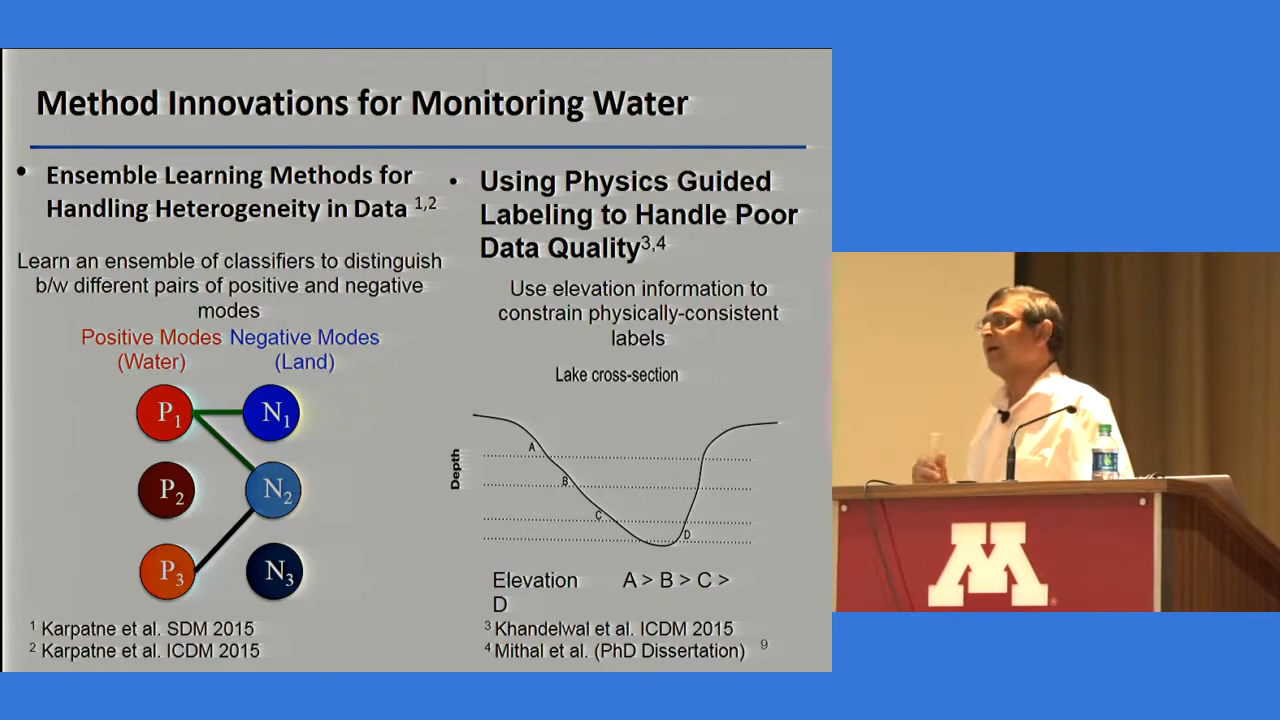 Method Innovations for Monitoring Water
• Ensemble Learning Methods for
Handling Heterogeneity in Data 1,2
Learn an ensemble of classifiers to distinguish
b/w different pairs of positive and negative
modes
Positive Modes
(Water)
Negative Modes
(Land)
P1
N1
P2
N2
P3
N3
1 Karpatne et al. SDM 2015
2 Karpatne et al. ICDM 2015
• Using Physics Guided
Labeling to Handle Poor
Data Quality3,4
Use elevation information to
constrain physically-consistent
labels
Lake cross-section
Depth
A
B
C
D
Elevation A > B > C >
D
3 Khandelwal et al. ICDM 2015
4 Mithal et al. (PhD Dissertation)
9
M